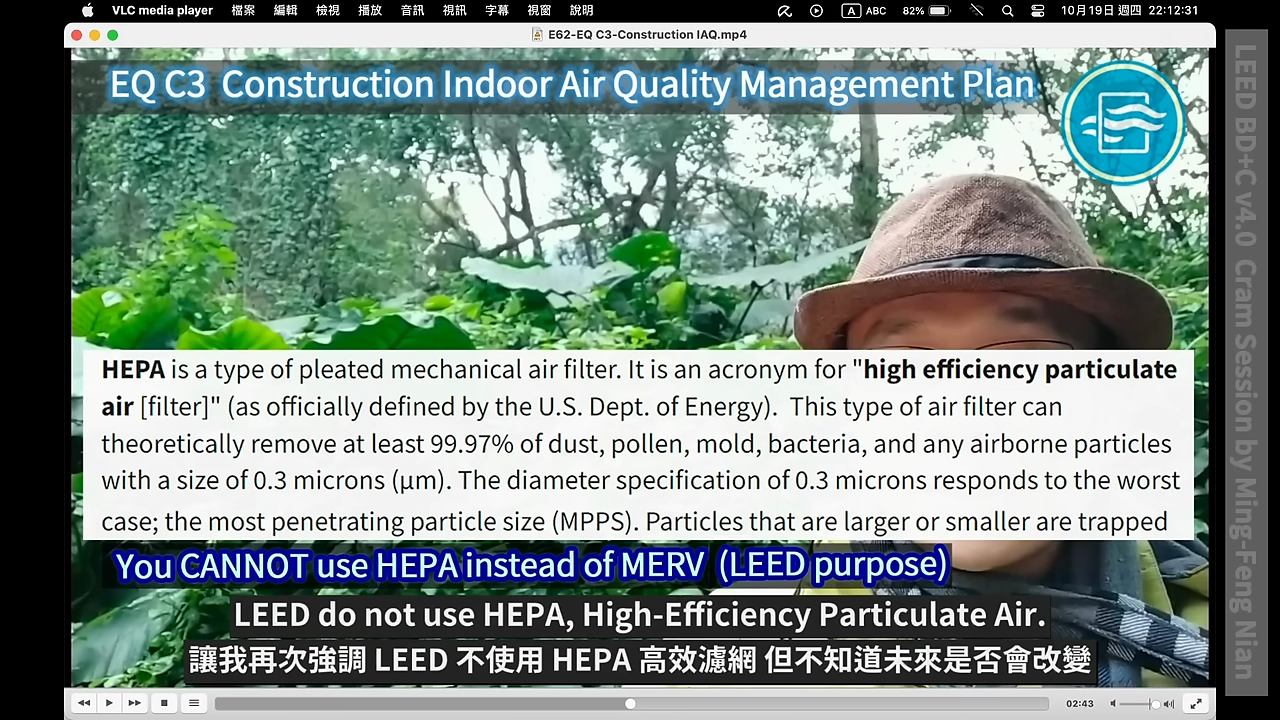 VLC media player 檔案 編輯 檢視 播放 音訊 視訊 字幕 視窗 說明 A ABC 82% 10月19日 週四 22:12:31
E62-EQ C3-Construction IAQ.mp4
EQ C3 Construction Indoor Air Quality Management Plan
HEPA is a type of pleated mechanical air filter. It is an acronym for "high efficiency particulate
air [filter]" (as officially defined by the U.S. Dept. of Energy). This type of air filter can
theoretically remove at least 99.97% of dust, pollen, mold, bacteria, and any airborne particles
with a size of 0.3 microns (µm). The diameter specification of 0.3 microns responds to the worst
case; the most penetrating particle size (MPPS). Particles that are larger or smaller are trapped
You CANNOT use HEPA instead of MERV (LEED purpose)
LEED do not use HEPA, High-Efficiency Particulate Air.
讓我再次強調 LEED 不使用 HEPA 高效濾網 但不知道未來是否會改變
02:43
LEED BD+C v4.0 Cram Session by Ming-Feng Nian